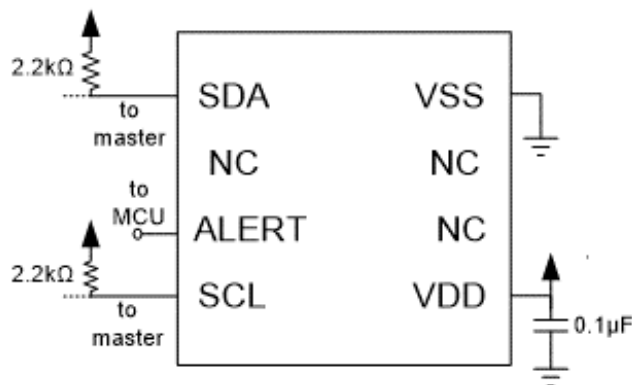 2.2kΩ
SDA
VSS
to
master
NC
NC
to
MCU
ALERT
NC
2.2kΩ
SCL
VDD
0.1μF
to
master